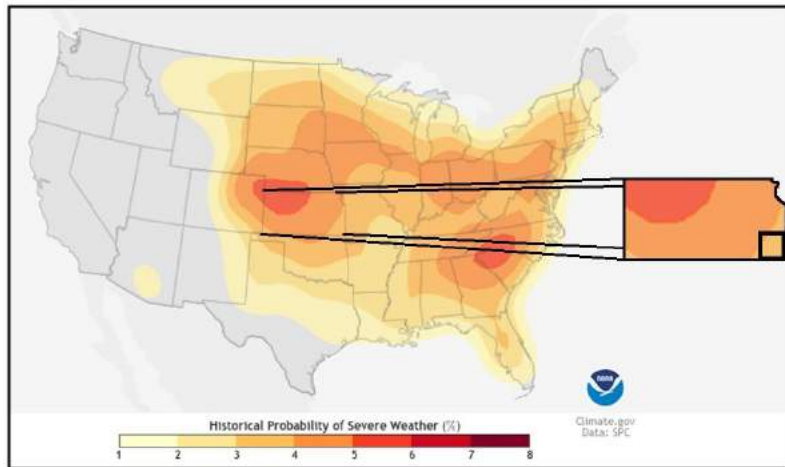 noaa
Climate.gov
Data: SPC
Historical Probability of Severe Weather (%)
1 2 3 4 5 6 7 8